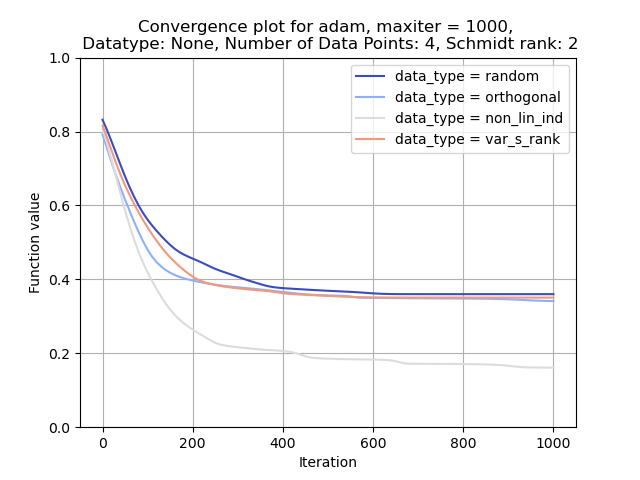 Convergence plot for adam, maxiter = 1000,
Datatype: None, Number of Data Points: 4, Schmidt rank: 2
1.0
0.8
0.6
0.4
0.2
0.0
Function value
data_type = random
data_type = orthogonal
data_type = non_lin_ind
data_type = var_s_rank
0 200 400 600 800 1000
Iteration